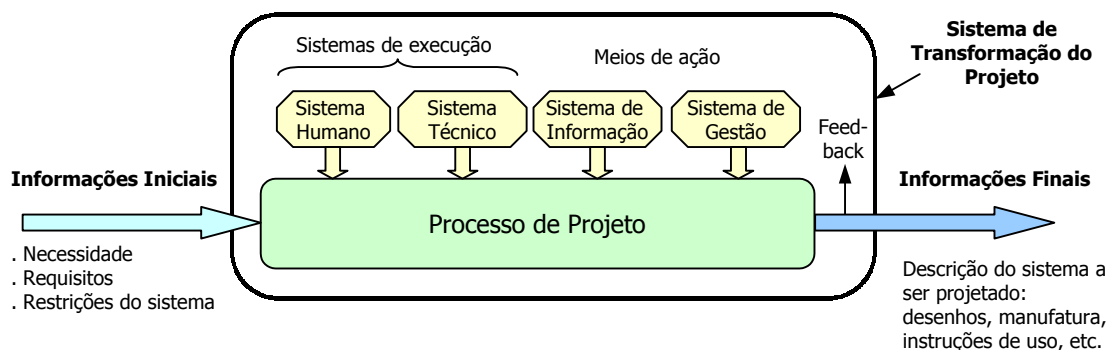 Sistemas de execução
Meios de ação
Sistema de
Transformação do
Projeto
Sistema
Humano
Sistema
Técnico
Sistema de
Informação
Sistema de
Gestão
Feed-
back
Informações Iniciais
Processo de Projeto
Informações Finais
. Necessidade
. Requisitos
. Restrições do sistema
Descrição do sistema a
ser projetado:
desenhos, manufatura,
instruções de uso, etc.